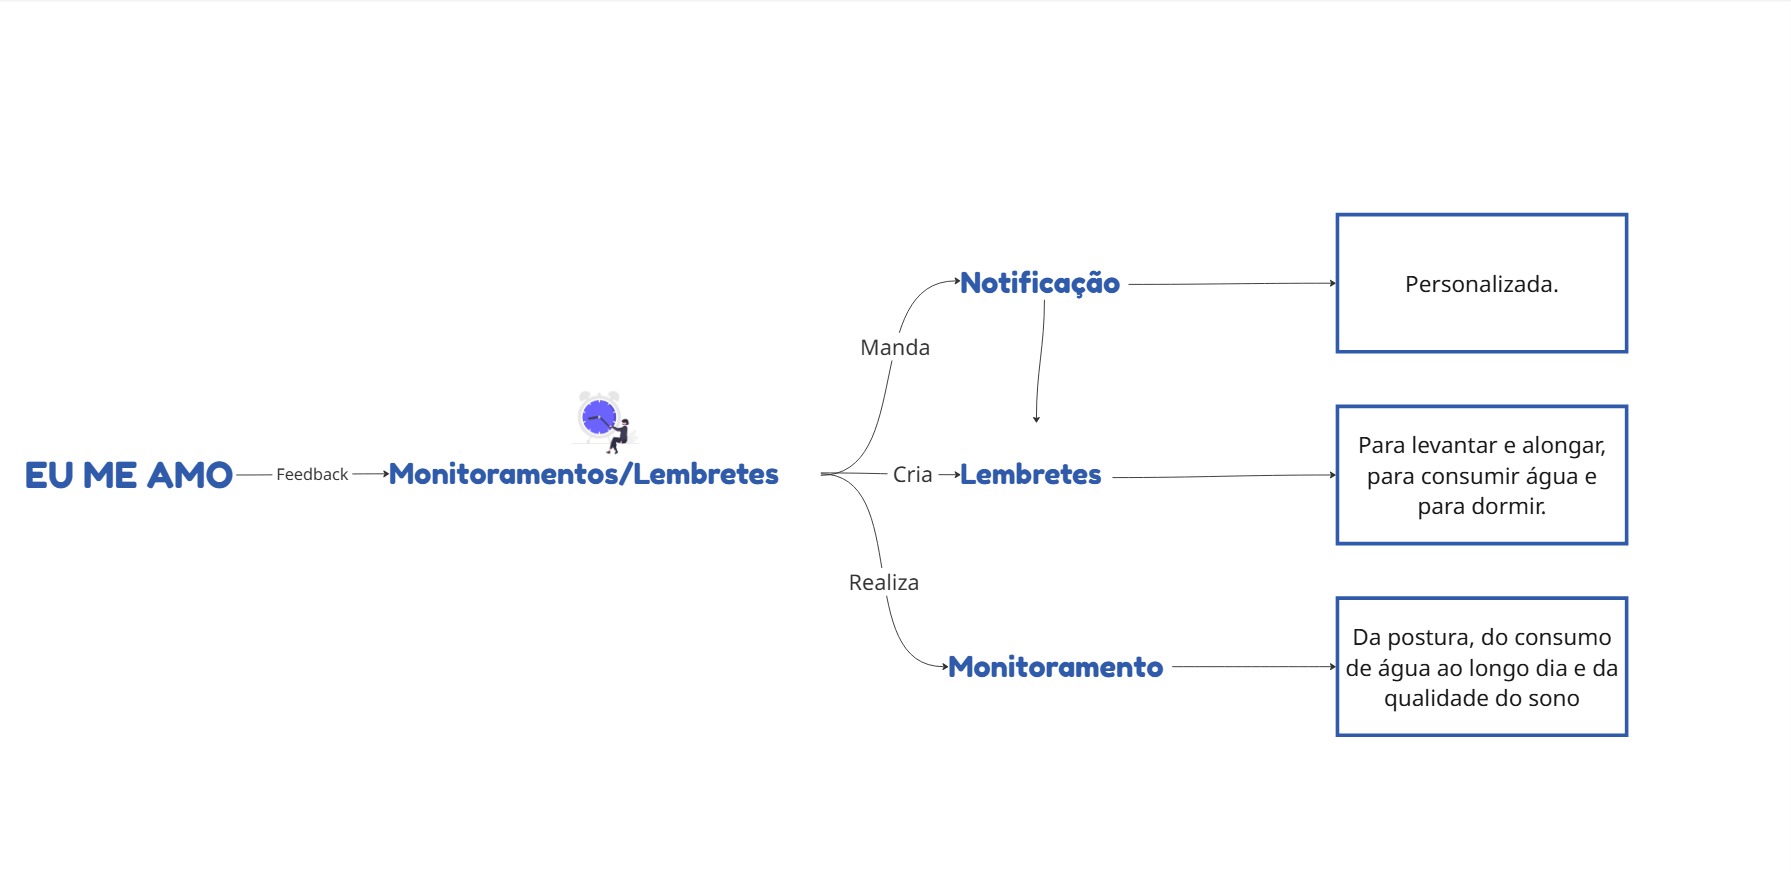 EU ME AMO
Feedback
Monitoramentos/Lembretes
Manda
Notificação
Personalizada.
Cria
Lembretes
Para levantar e alongar,
para consumir água e
para dormir.
Realiza
Monitoramento
Da postura, do consumo
de água ao longo dia e da
qualidade do sono